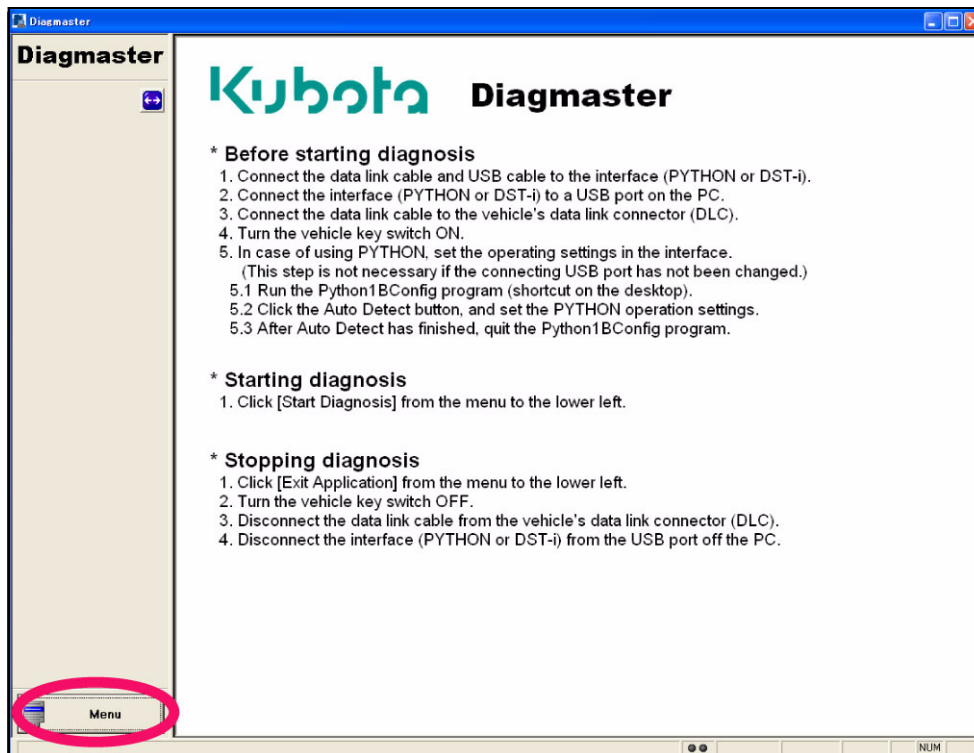 Diagmaster
Diagmaster
Kubota Diagmaster
* Before starting diagnosis
1. Connect the data link cable and USB cable to the interface (PYTHON or DST-i).
2. Connect the interface (PYTHON or DST-i) to a USB port on the PC.
3. Connect the data link cable to the vehicle's data link connector (DLC).
4. Turn the vehicle key switch ON.
5. In case of using PYTHON, set the operating settings in the interface.
(This step is not necessary if the connecting USB port has not been changed.)
5.1 Run the Python1BConfig program (shortcut on the desktop).
5.2 Click the Auto Detect button, and set the PYTHON operation settings.
5.3 After Auto Detect has finished, quit the Python1BConfig program.
* Starting diagnosis
1. Click [Start Diagnosis] from the menu to the lower left.
* Stopping diagnosis
1. Click [Exit Application] from the menu to the lower left.
2. Turn the vehicle key switch OFF.
3. Disconnect the data link cable from the vehicle's data link connector (DLC).
4. Disconnect the interface (PYTHON or DST-i) from the USB port off the PC.
Menu
NUM